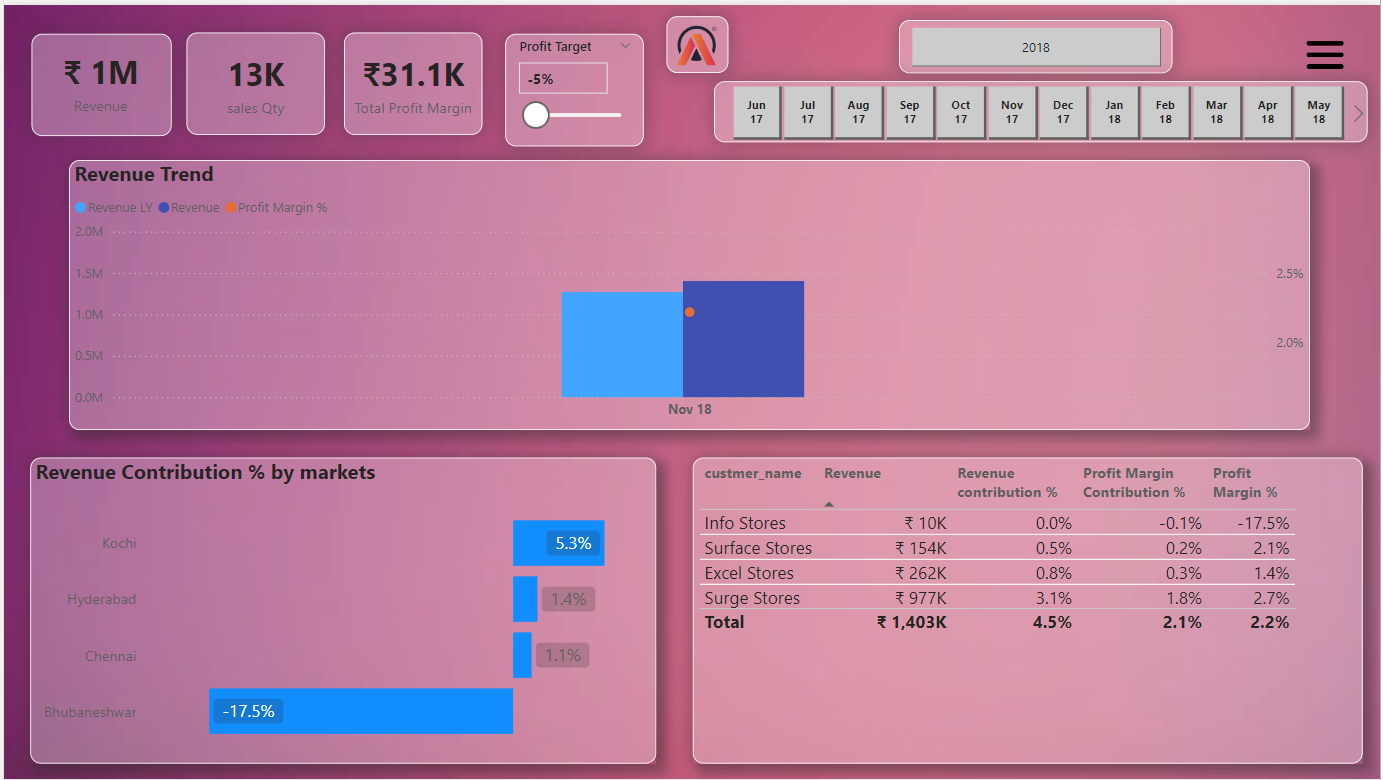 ₹ 1M
Revenue
13K
sales Qty
₹31.1K
Total Profit Margin
Profit Target
-5%
2018
Jun 17
Jul 17
Aug 17
Sep 17
Oct 17
Nov 17
Dec 17
Jan 18
Feb 18
Mar 18
Apr 18
May 18
Revenue Trend
Revenue LY Revenue Profit Margin %
2.0M
1.5M
1.0M
0.5M
0.0M
2.5%
2.0%
Nov 18
Revenue Contribution % by markets
Kochi 5.3%
Hyderabad 1.4%
Chennai 1.1%
Bhubaneshwar -17.5%
custmer_name Revenue Revenue contribution % Profit Margin Contribution % Profit Margin %
Info Stores ₹ 10K 0.0% -0.1% -17.5%
Surface Stores ₹ 154K 0.5% 0.2% 2.1%
Excel Stores ₹ 262K 0.8% 0.3% 1.4%
Surge Stores ₹ 977K 3.1% 1.8% 2.7%
Total ₹ 1,403K 4.5% 2.1% 2.2%